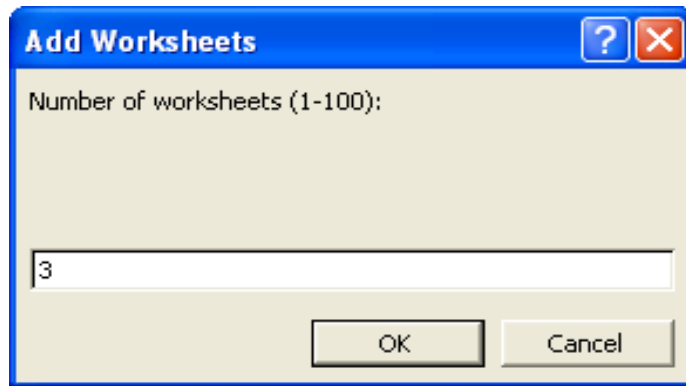 Add Worksheets
?
Number of worksheets (1-100):
3
OK Cancel